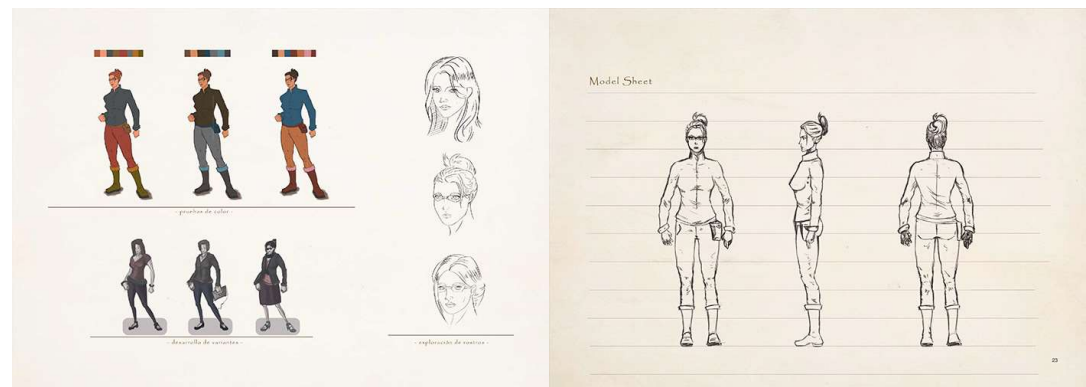 - pruebas de color -
- desarrollo de variantes -
- exploración de rostros -
Model Sheet
23